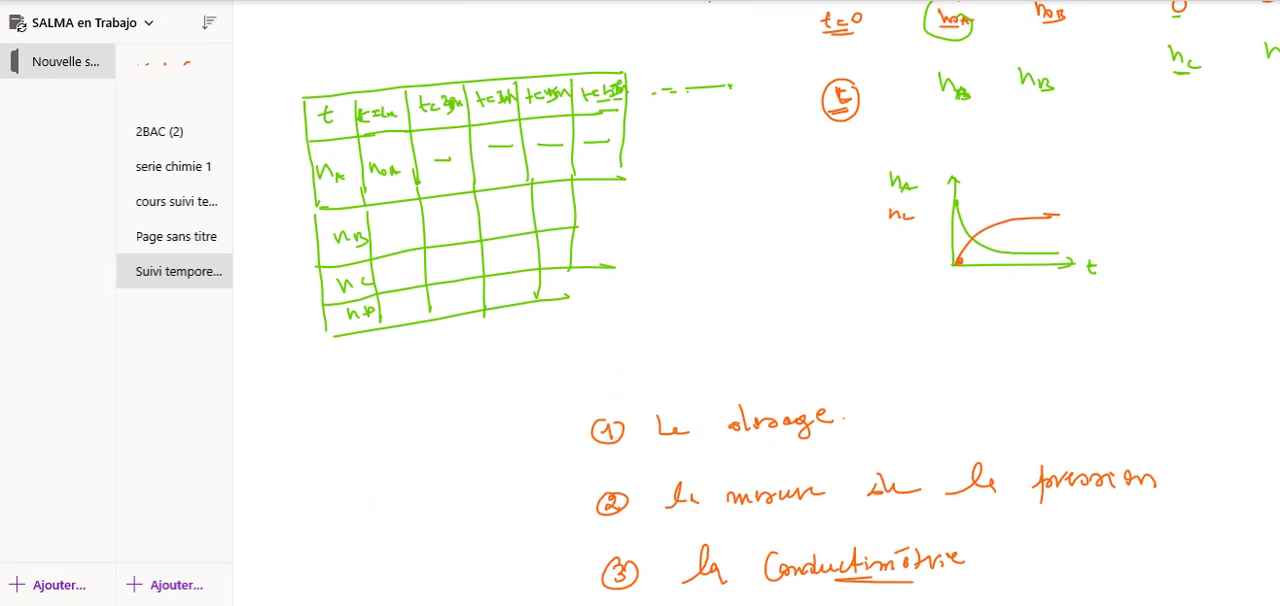 SALMA en Trabajo
Nouvelle s...
2BAC (2)
serie chimie 1
cours suivi te...
Page sans titre
Suivi tempore...
Ajouter...
Ajouter...
t=0 n0A n0B 0
t nA nB nC n
t
nA n0A - - - -
nB
nC
nD
nA
nC
t
① Le dosage.
② la mesure de la pression
③ la Conductimétrie